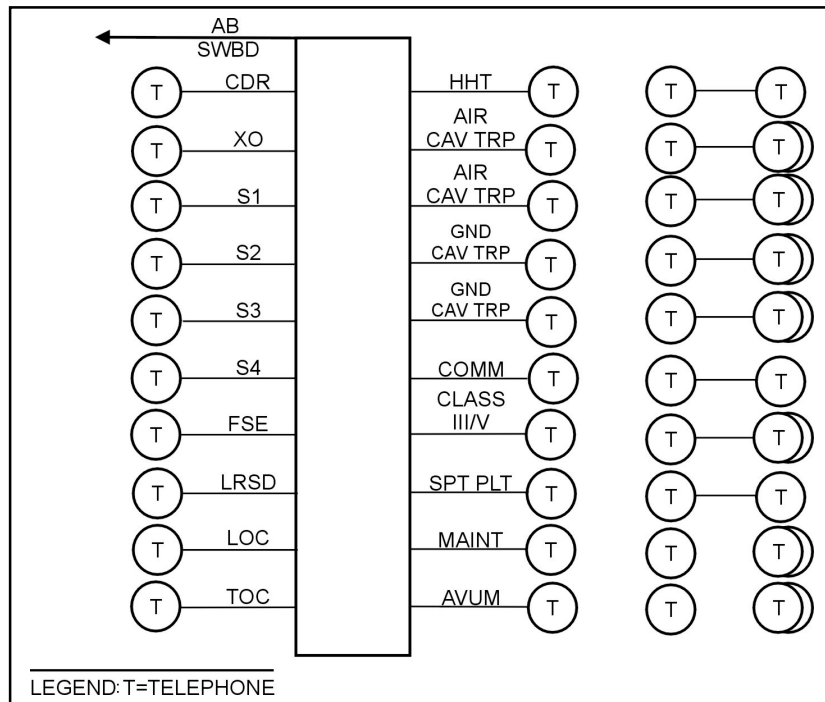 AB
SWBD
T CDR HHT T T T
T XO AIR CAV TRP T T T
T S1 AIR CAV TRP T T T
T S2 GND CAV TRP T T T
T S3 GND CAV TRP T T T
T S4 COMM T T T
T FSE CLASS III/V T T T
T LRSD SPT PLT T T T
T LOC MAINT T T T
T TOC AVUM T T T
LEGEND: T=TELEPHONE